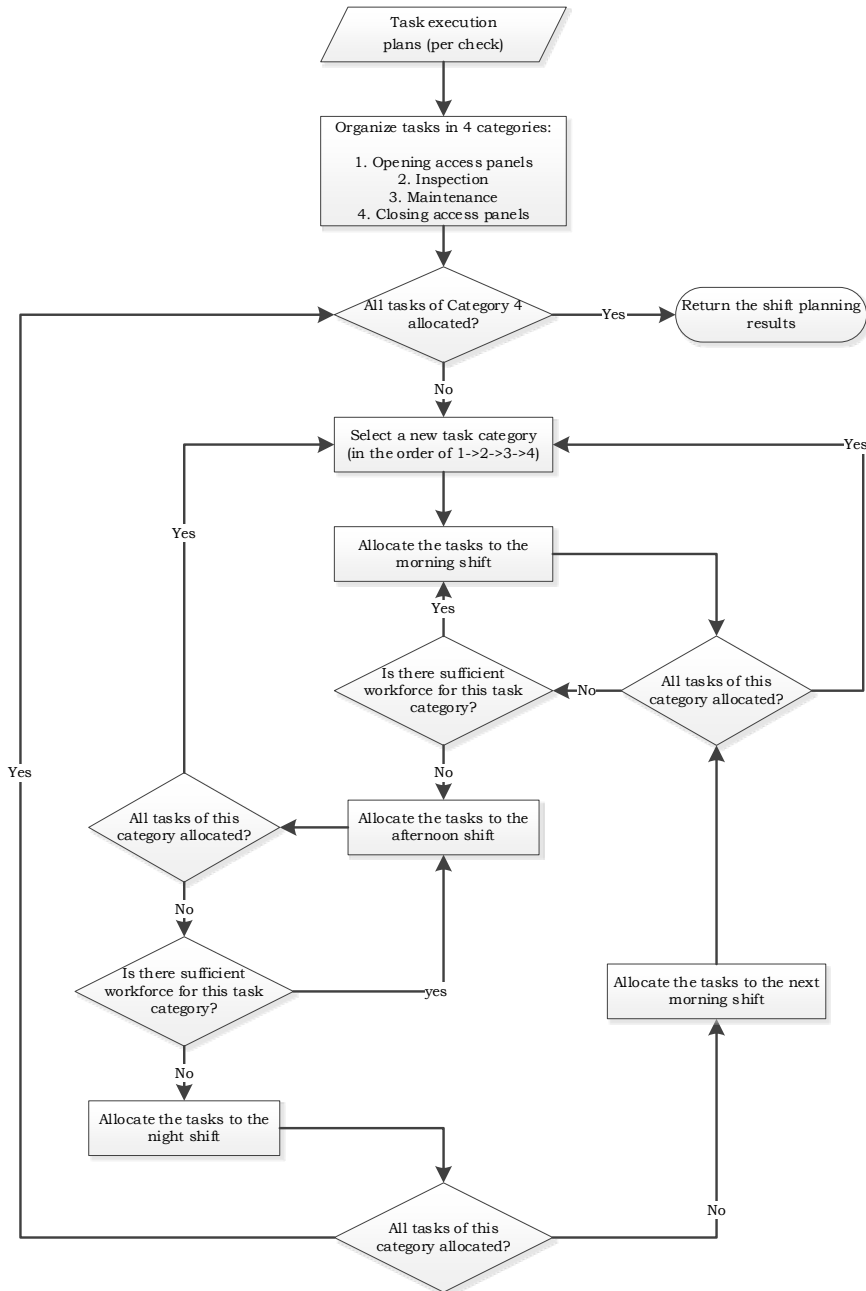 Task execution
plans (per check)
Organize tasks in 4 categories:
1. Opening access panels
2. Inspection
3. Maintenance
4. Closing access panels
All tasks of Category 4
allocated?
Yes
Return the shift planning
results
No
Select a new task category
(in the order of 1->2->3->4)
Yes
Yes
Allocate the tasks to the
morning shift
Yes
Is there sufficient
workforce for this task
category?
No
All tasks of this
category allocated?
No
Yes
All tasks of this
category allocated?
Allocate the tasks to the
afternoon shift
No
Is there sufficient
workforce for this task
category?
yes
Allocate the tasks to the next
morning shift
No
Allocate the tasks to the
night shift
No
All tasks of this
category allocated?